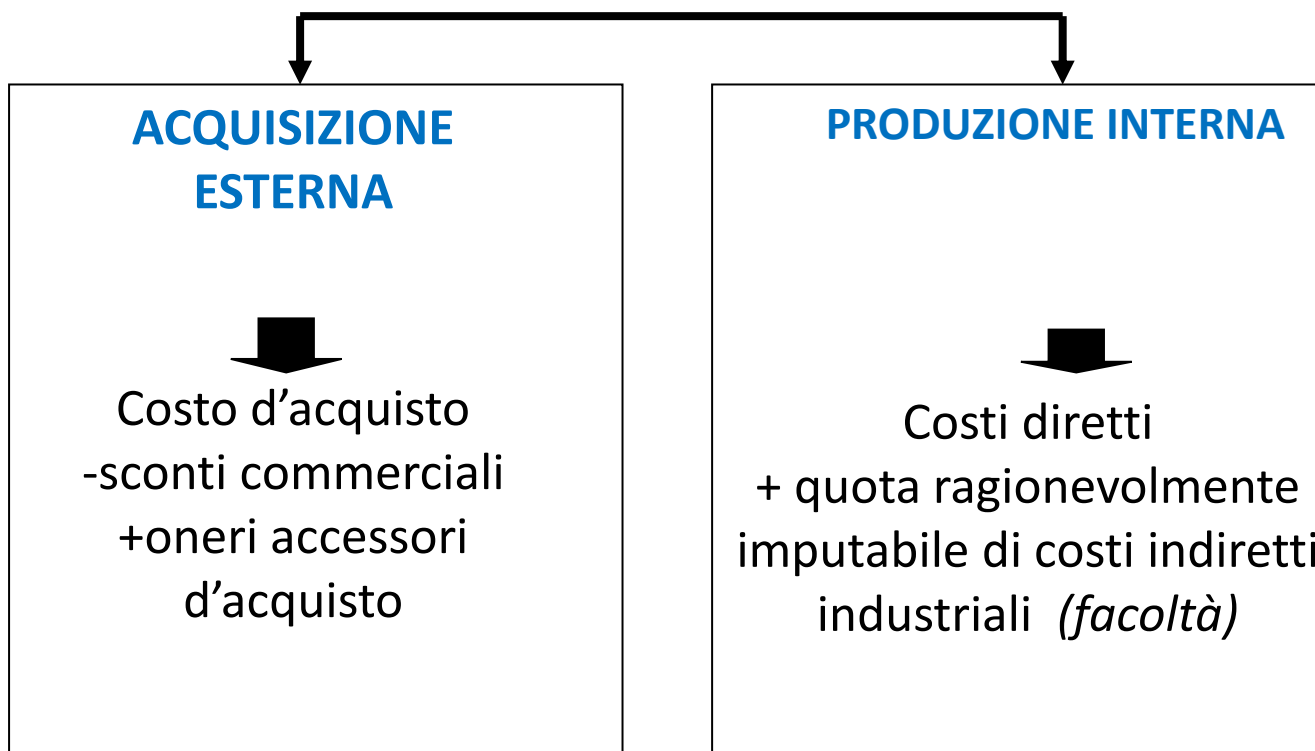 ACQUISIZIONE
ESTERNA
Costo d’acquisto
-sconti commerciali
+oneri accessori
d’acquisto
PRODUZIONE INTERNA
Costi diretti
+ quota ragionevolmente
imputabile di costi indiretti
industriali (facoltà)